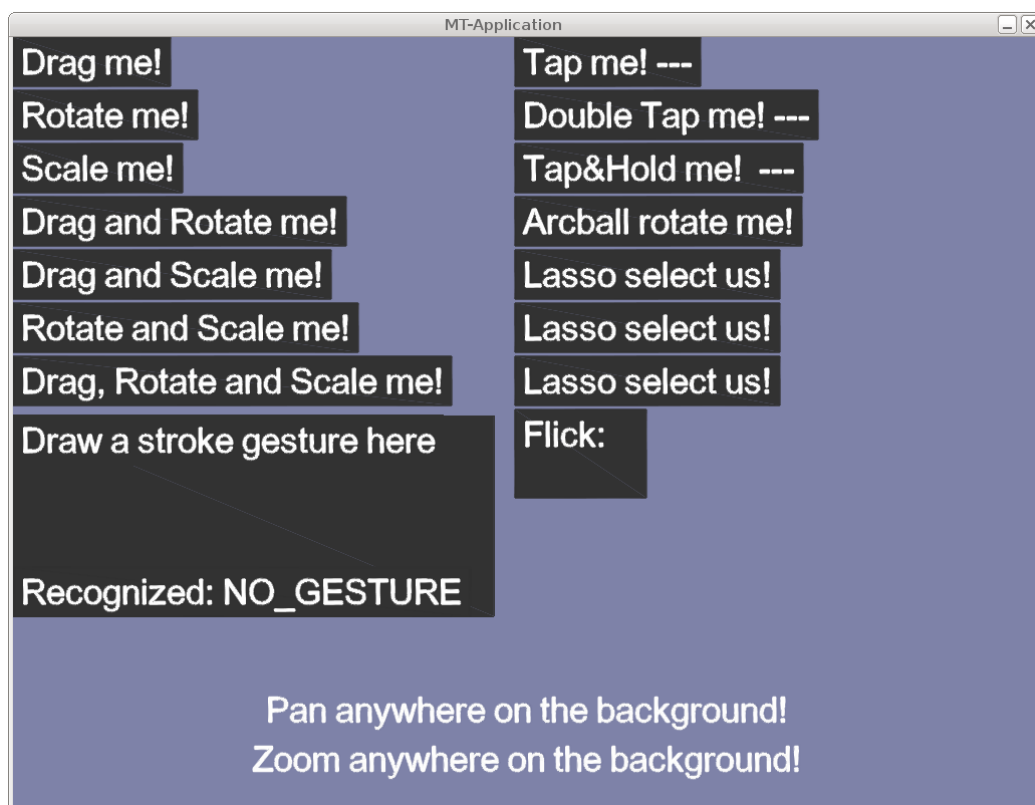 MT-Application
Drag me!
Rotate me!
Scale me!
Drag and Rotate me!
Drag and Scale me!
Rotate and Scale me!
Drag, Rotate and Scale me!
Draw a stroke gesture here
Recognized: NO_GESTURE
Tap me! ---
Double Tap me! ---
Tap&Hold me!  ---
Arcball rotate me!
Lasso select us!
Lasso select us!
Lasso select us!
Flick:
Pan anywhere on the background!
Zoom anywhere on the background!